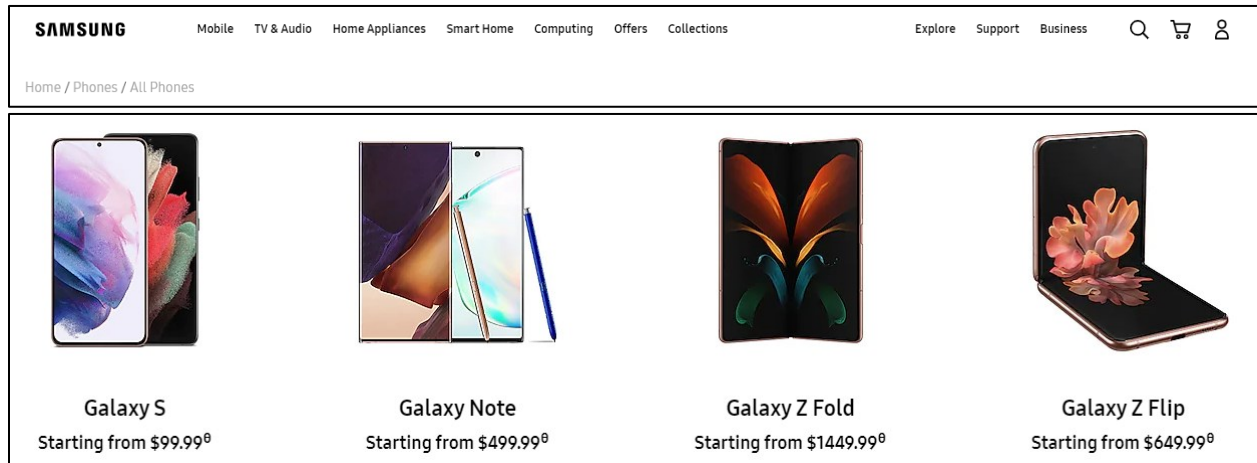 SAMSUNG Mobile TV & Audio Home Appliances Smart Home Computing Offers Collections Explore Support Business
Home / Phones / All Phones
Galaxy S Galaxy Note Galaxy Z Fold Galaxy Z Flip
Starting from $99.99θ Starting from $499.99θ Starting from $1449.99θ Starting from $649.99θ